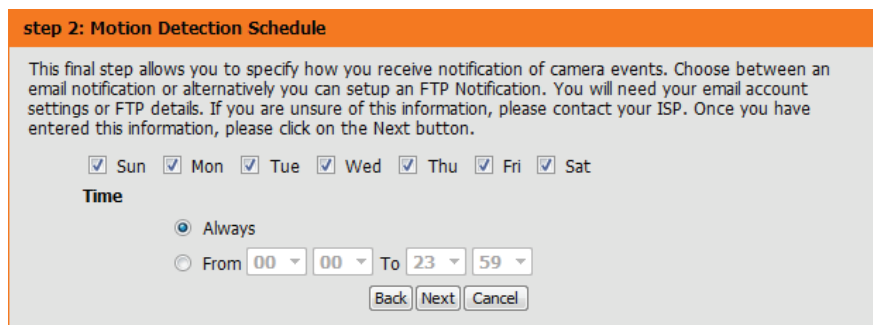 step 2: Motion Detection Schedule
This final step allows you to specify how you receive notification of camera events. Choose between an
email notification or alternatively you can setup an FTP Notification. You will need your email account
settings or FTP details. If you are unsure of this information, please contact your ISP. Once you have
entered this information, please click on the Next button.
Sun Mon Tue Wed Thu Fri Sat
Time
Always
From 00 00 To 23 59
Back Next Cancel